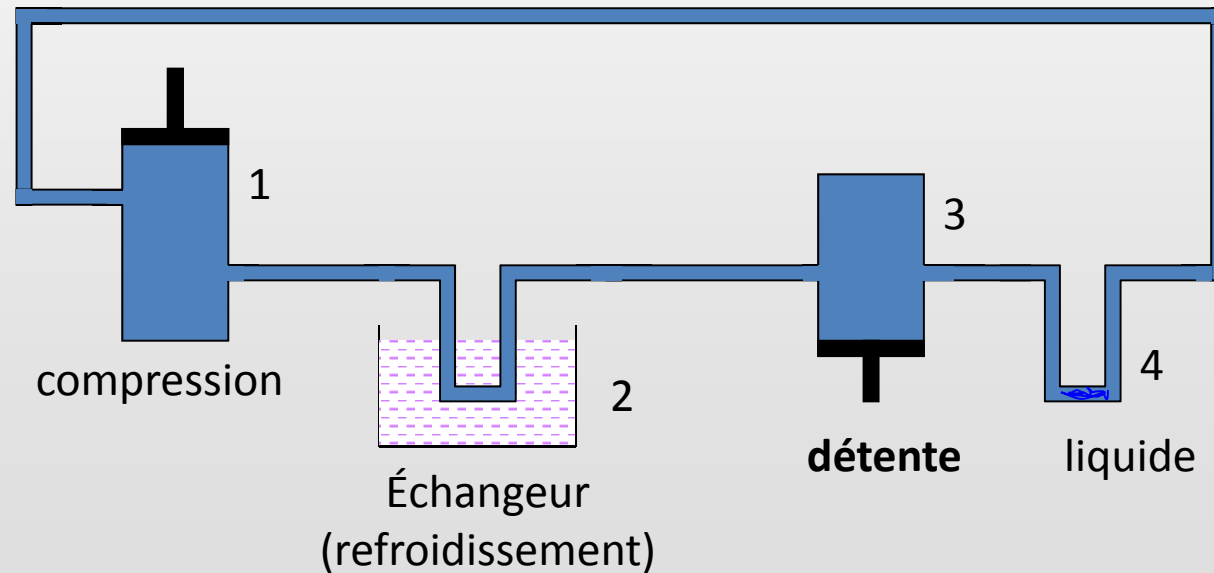 1
compression
2
Échangeur
(refroidissement)
3
détente
4
liquide